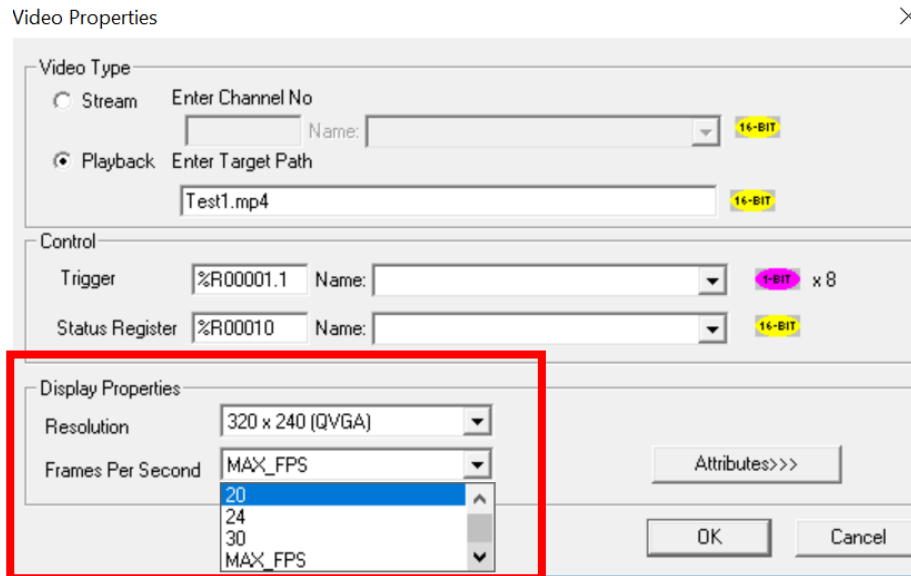 Video Properties
Video Type
Stream Enter Channel No
Name: 16-BIT
Playback Enter Target Path
Test1.mp4 16-BIT
Control
Trigger %R00001.1 Name: 1-BIT x 8
Status Register %R00010 Name: 16-BIT
Display Properties
Resolution 320 x 240 (QVGA)
Frames Per Second MAX_FPS Attributes>>>
20
24
30
MAX_FPS
OK Cancel